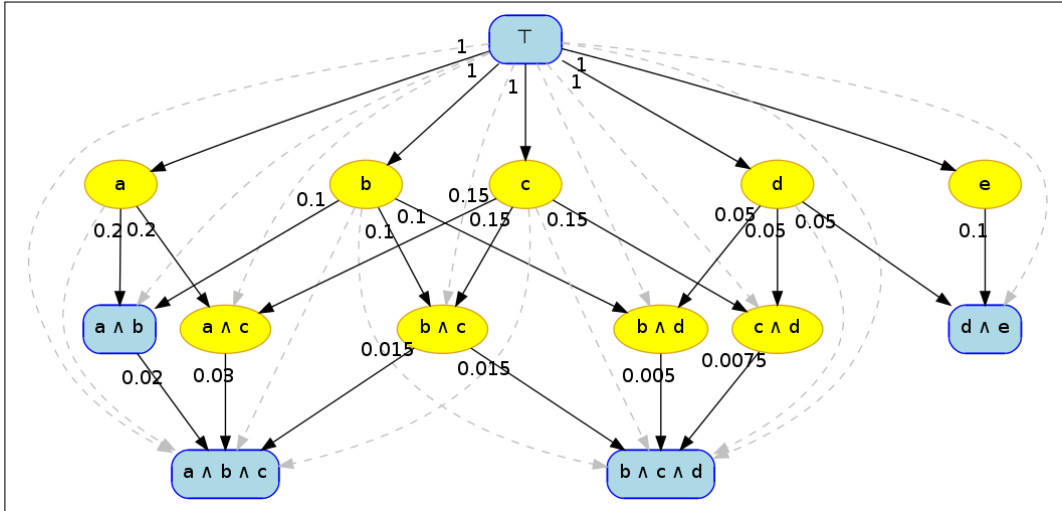 ⊤
1
1
1
1
1
a
b
c
d
e
0.2
0.2
0.1
0.1
0.1
0.15
0.15
0.15
0.05
0.05
0.05
0.1
a ∧ b
a ∧ c
b ∧ c
b ∧ d
c ∧ d
d ∧ e
0.02
0.03
0.015
0.015
0.005
0.0075
a ∧ b ∧ c
b ∧ c ∧ d